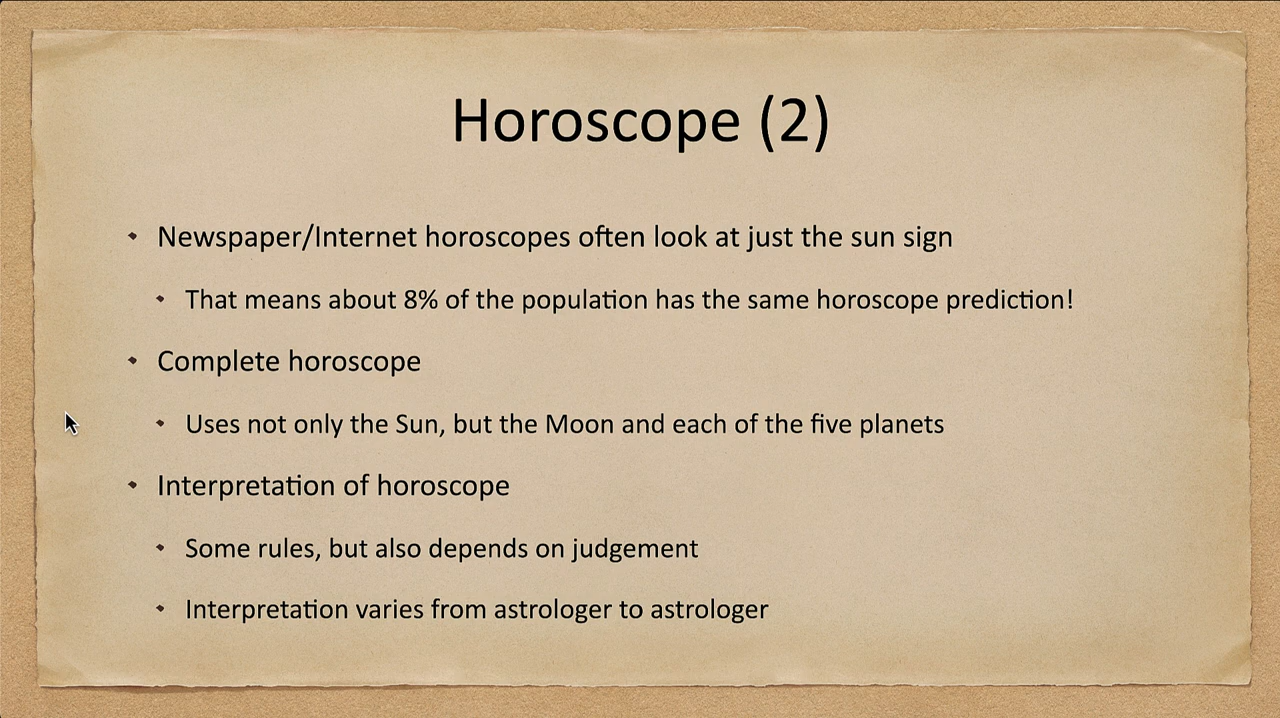 Horoscope (2)
Newspaper/Internet horoscopes often look at just the sun sign
That means about 8% of the population has the same horoscope prediction!
Complete horoscope
Uses not only the Sun, but the Moon and each of the five planets
Interpretation of horoscope
Some rules, but also depends on judgement
Interpretation varies from astrologer to astrologer